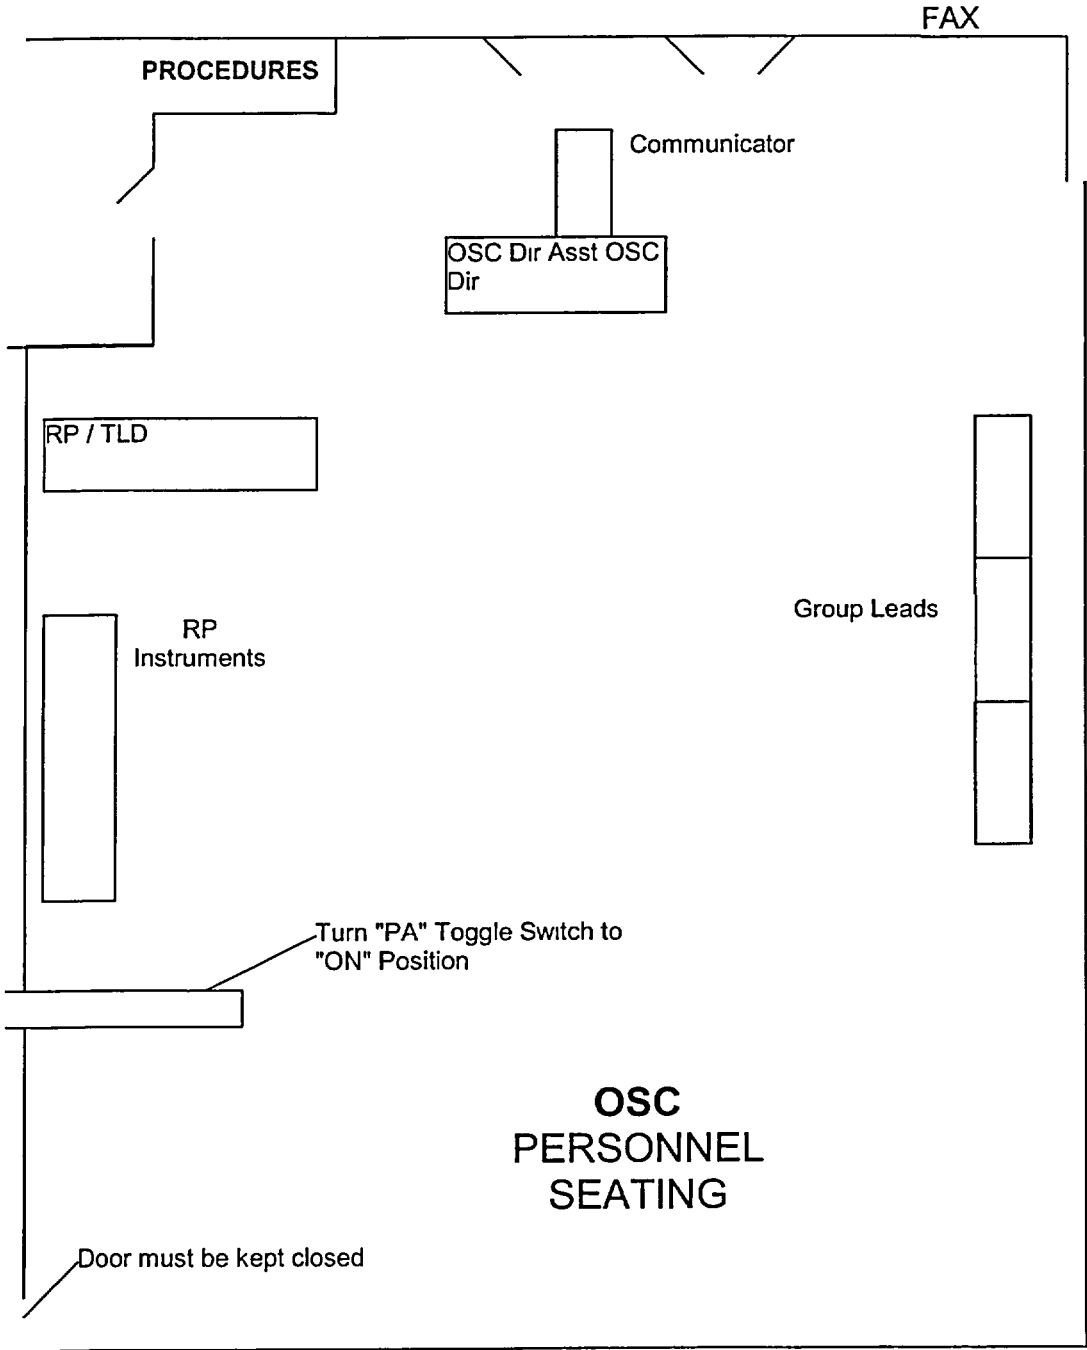 FAX
PROCEDURES
Communicator
OSC Dir Asst OSC
Dir
RP / TLD
Group Leads
RP
Instruments
Turn "PA" Toggle Switch to
"ON" Position
OSC
PERSONNEL
SEATING
Door must be kept closed